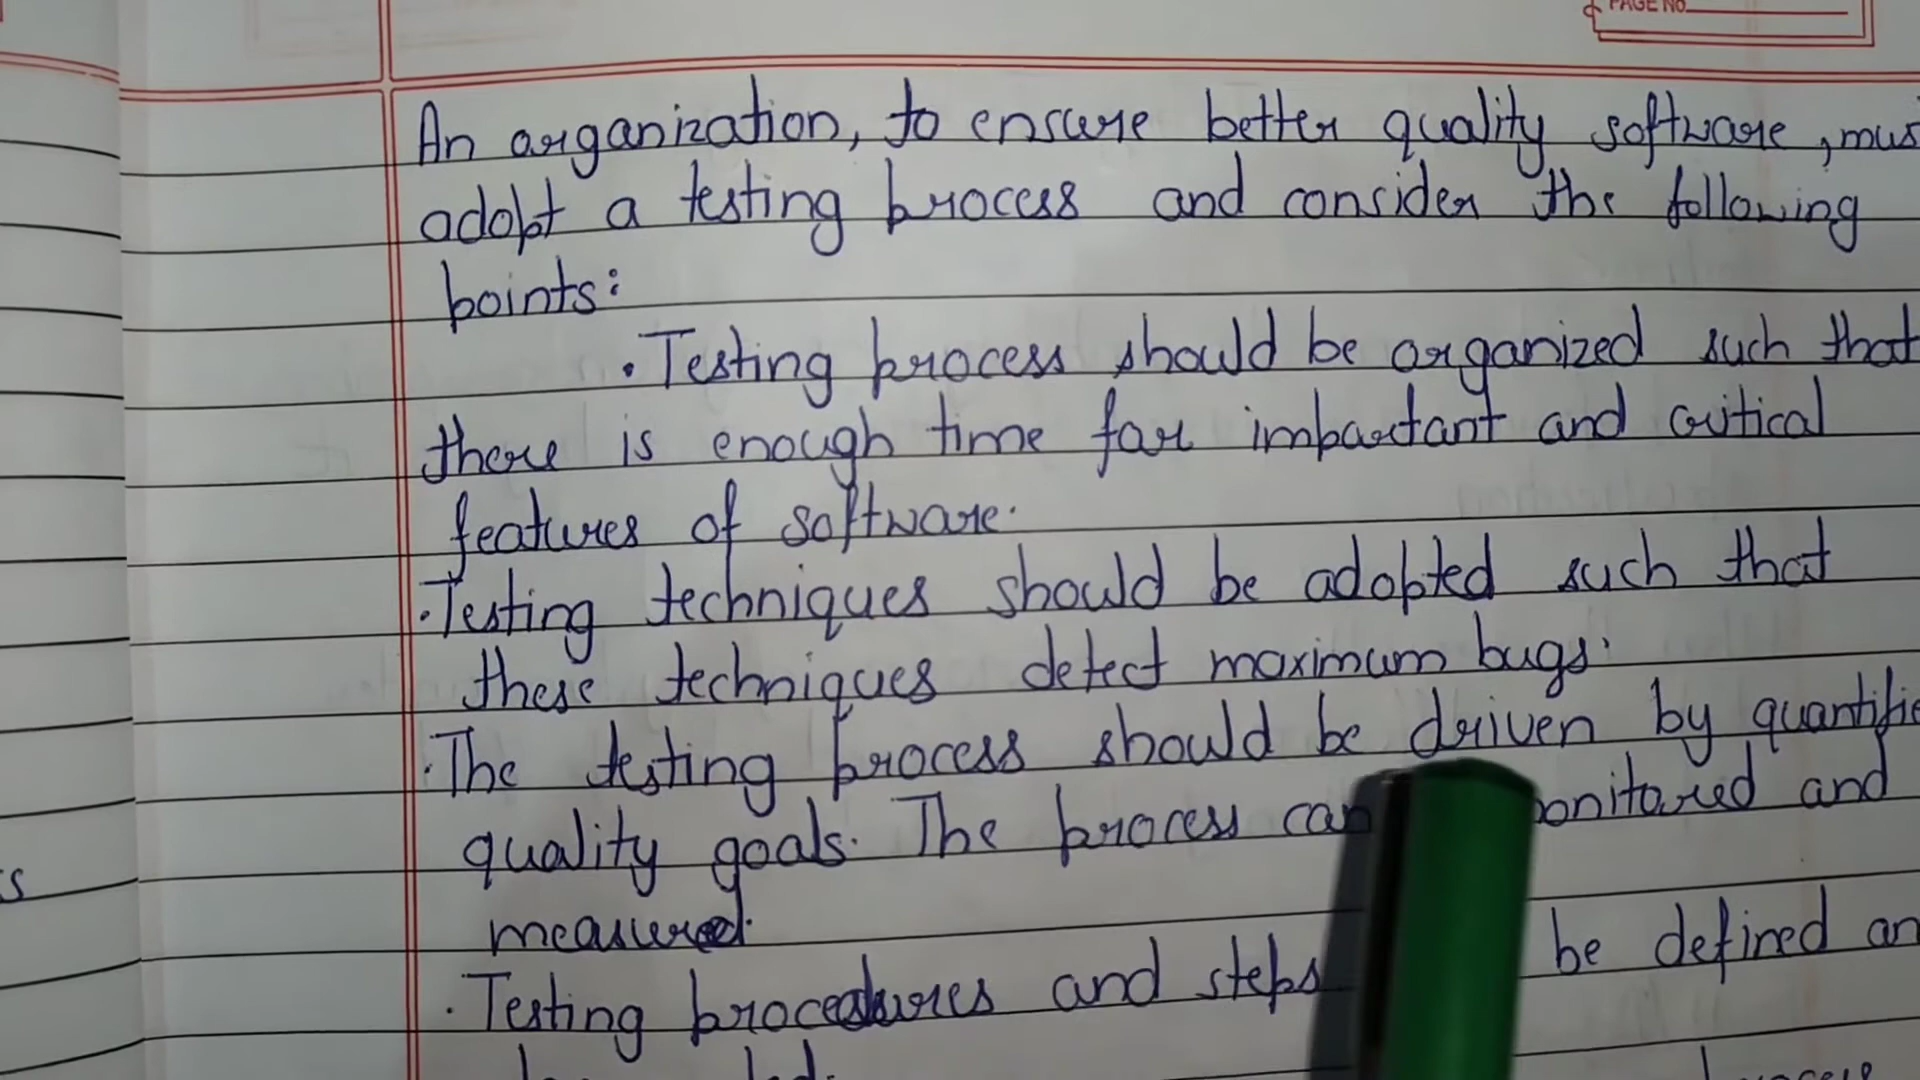 PAGE NO.
An organization, to ensure better quality software, mus
adopt a testing process and consider the following
points:
• Testing process should be organized such that
there is enough time for important and critical
features of software.
• Testing techniques should be adopted such that
these techniques detect maximum bugs.
• The testing process should be driven by quantifie
quality goals. The process can onitored and
measured.
• Testing procedures and steps be defined an
s